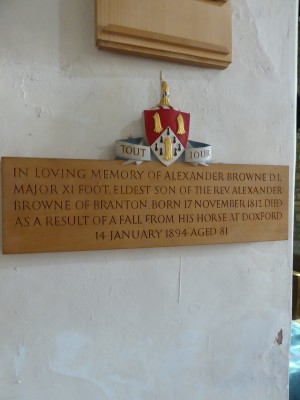 TOUT JOUR
IN LOVING MEMORY OF ALEXANDER BROWNE D.L.
MAJOR XI FOOT. ELDEST SON OF THE REV. ALEXANDER
BROWNE OF BRANTON. BORN 17 NOVEMBER 1812. DIED
AS A RESULT OF A FALL FROM HIS HORSE AT DOXFORD
14 JANUARY 1894 AGED 81